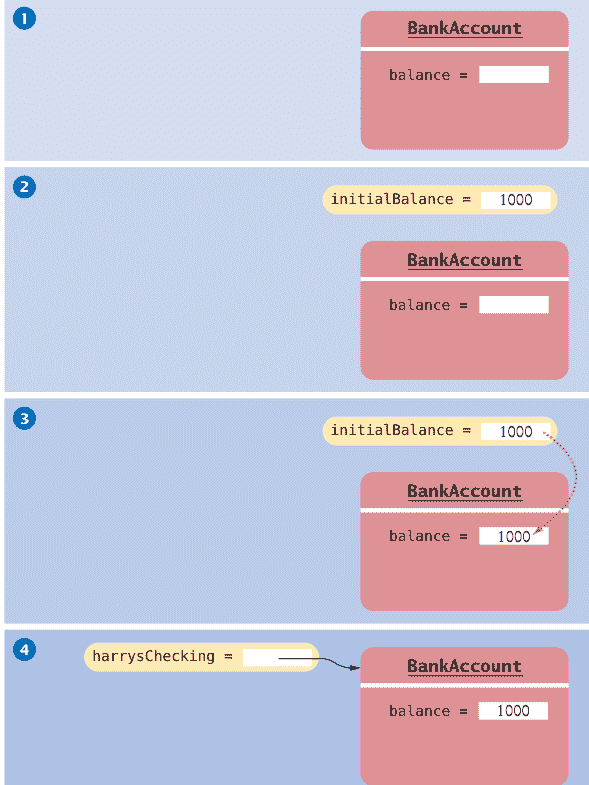 1
BankAccount
balance =
2
initialBalance = 1000
BankAccount
balance =
3
initialBalance = 1000
BankAccount
balance = 1000
4
harrysChecking =
BankAccount
balance = 1000